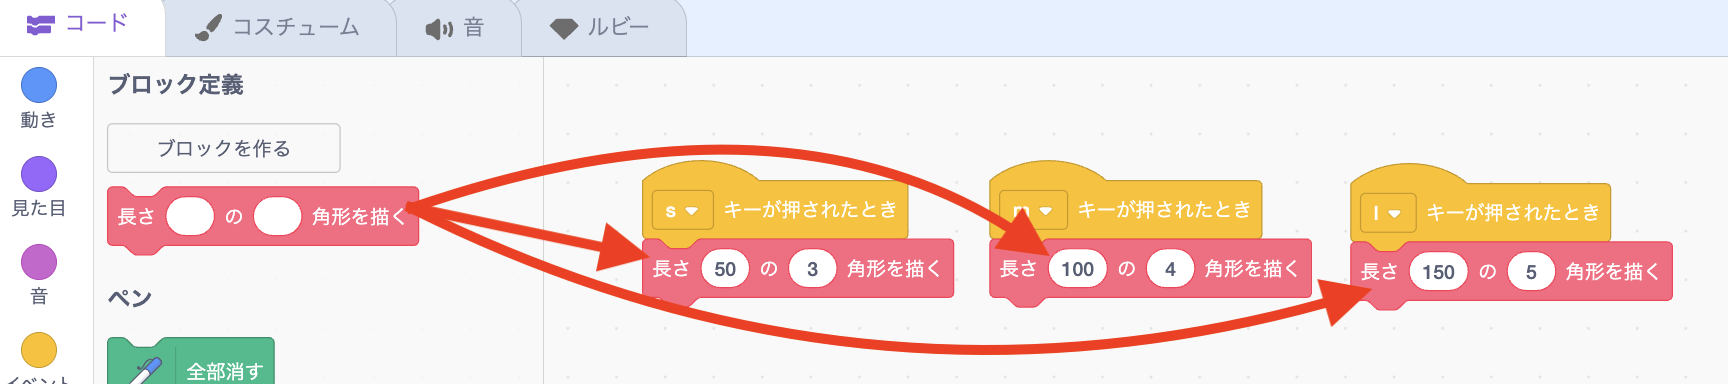 コード
コスチューム
音
ルビー
動き
見た目
音
イベント
ブロック定義
ブロックを作る
長さ の 角形を描く
ペン
全部消す
s キーが押されたとき
長さ 50 の 3 角形を描く
キーが押されたとき
長さ 100 の 4 角形を描く
l キーが押されたとき
長さ 150 の 5 角形を描く